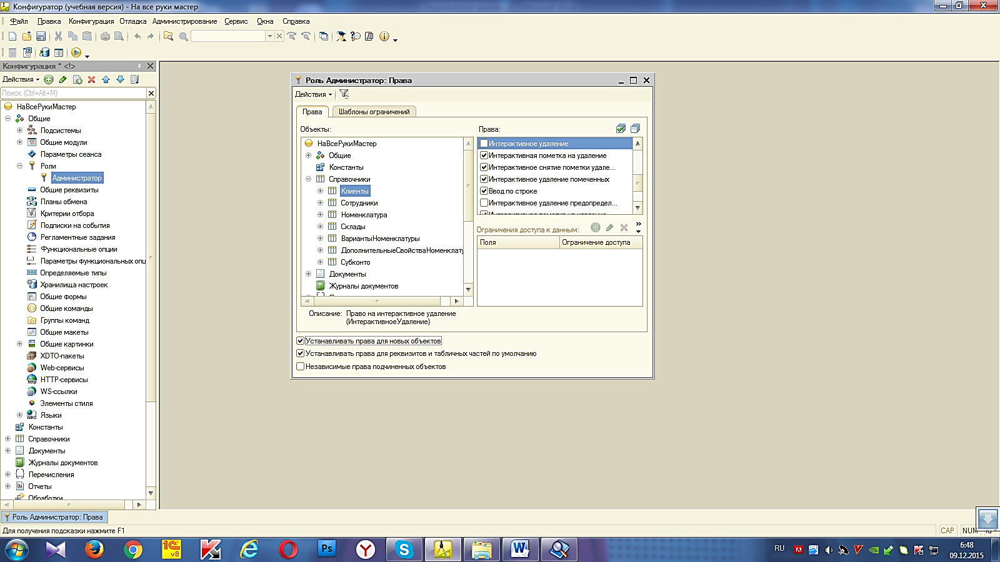 Конфигуратор (учебная версия) - На все руки мастер
Файл Правка Конфигурация Отладка Администрирование Сервис Окна Справка
Конфигурация * <!>
Действия
Поиск (Ctrl+Alt+M)
НаВсеРукиМастер
Общие
Подсистемы
Общие модули
Параметры сеанса
Роли
Администратор
Общие реквизиты
Планы обмена
Критерии отбора
Подписки на события
Регламентные задания
Функциональные опции
Параметры функциональных опц
Определяемые типы
Хранилища настроек
Общие формы
Общие команды
Группы команд
Общие макеты
Общие картинки
XDTO-пакеты
Web-сервисы
HTTP-сервисы
WS-ссылки
Элементы стиля
Языки
Константы
Справочники
Документы
Журналы документов
Перечисления
Отчеты
Обработки
Роль Администратор: Права
Действия
Права Шаблоны ограничений
Объекты:
НаВсеРукиМастер
Общие
Константы
Справочники
Клиенты
Сотрудники
Номенклатура
Склады
ВариантыНоменклатуры
ДополнительныеСвойстваНоменклату
Субконто
Документы
Журналы документов
Права:
Интерактивное удаление
Интерактивная пометка на удаление
Интерактивное снятие пометки удале...
Интерактивное удаление помеченных
Ввод по строке
Интерактивное удаление предопредел...
Ограничения доступа к данным:
Поля Ограничение доступа
Описание: Право на интерактивное удаление
(ИнтерактивноеУдаление)
Устанавливать права для новых объектов
Устанавливать права для реквизитов и табличных частей по умолчанию
Независимые права подчиненных объектов
Роль Администратор: Права
Для получения подсказки нажмите F1
CAP NUM
RU
6:48
09.12.2015